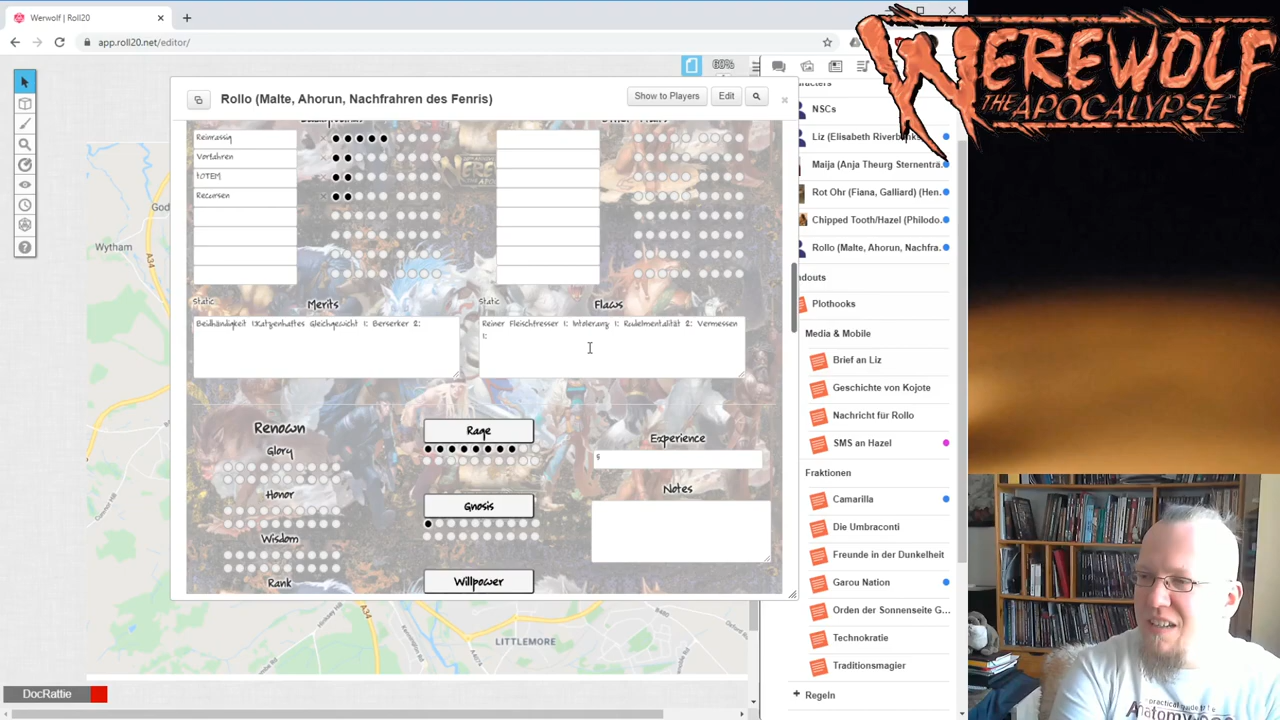 Werwolf | Roll20
app.roll20.net/editor/
WEREWOLF
THE APOCALYPSE
Rollo (Malte, Ahorun, Nachfrahren des Fenris)
Show to Players
Edit
Reinrassig
Vorfahren
tOTEM
Recursen
Static
Merits
Static
Flaws
Beidhändigkeit 1:Katzenhaftes Gleichgewicht 1: Berserker 2:
Reiner Fleischfresser 1: Intoleranz 1: Rudelmentalität 2: Vermessen
1:
Renown
Glory
Honor
Wisdom
Rank
Rage
Gnosis
Willpower
Experience
Notes
Wytham
A34
A34
LITTLEMORE
NSCs
Liz (Elisabeth Riverbank
Maija (Anja Theurg Sternentra.
Rot Ohr (Fiana, Galliard) (Hen.
Chipped Tooth/Hazel (Philodo.
Rollo (Malte, Ahorun, Nachfra.
ndouts
Plothooks
Media & Mobile
Brief an Liz
Geschichte von Kojote
Nachricht für Rollo
SMS an Hazel
Fraktionen
Camarilla
Die Umbraconti
Freunde in der Dunkelheit
Garou Nation
Orden der Sonnenseite G...
Technokratie
Traditionsmagier
Regeln
DocRattie